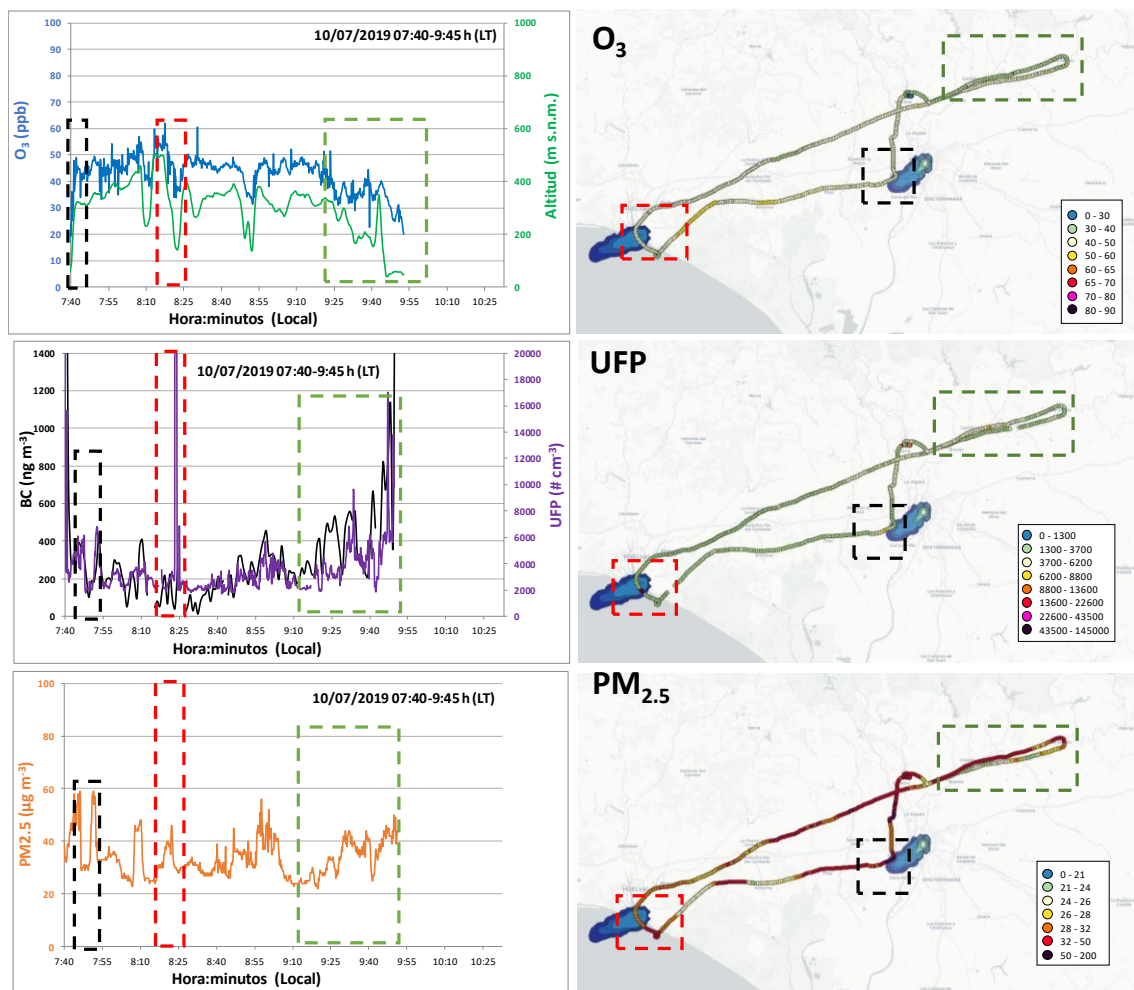 10/07/2019 07:40-9:45 h (LT)
O3 (ppb)
100
90
80
70
60
50
40
30
20
10
0
1000
800
600
400
200
0
Altitud (m s.n.m.)
7:40 7:55 8:10 8:25 8:40 8:55 9:10 9:25 9:40 9:55 10:10 10:25
Hora:minutos (Local)
O3
HUELVA
DOS HERMANAS
0 - 30
30 - 40
40 - 50
50 - 60
60 - 65
65 - 70
70 - 80
80 - 90
10/07/2019 07:40-9:45 h (LT)
BC (ng m-3)
1400
1200
1000
800
600
400
200
0
20000
18000
16000
14000
12000
10000
8000
6000
4000
2000
0
UFP (# cm-3)
7:40 7:55 8:10 8:25 8:40 8:55 9:10 9:25 9:40 9:55 10:10 10:25
Hora:minutos (Local)
UFP
HUELVA
DOS HERMANAS
0 - 1300
1300 - 3700
3700 - 6200
6200 - 8800
8800 - 13600
13600 - 22600
22600 - 43500
43500 - 145000
10/07/2019 07:40-9:45 h (LT)
PM2.5 (µg m-3)
100
80
60
40
20
0
7:40 7:55 8:10 8:25 8:40 8:55 9:10 9:25 9:40 9:55 10:10 10:25
Hora:minutos (Local)
PM2.5
HUELVA
DOS HERMANAS
0 - 21
21 - 24
24 - 26
26 - 28
28 - 32
32 - 50
50 - 200